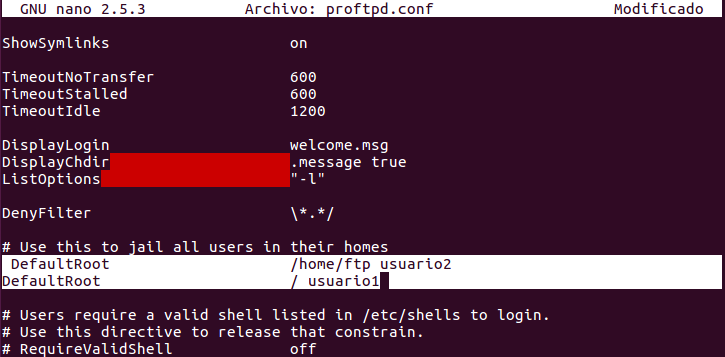 GNU nano 2.5.3 Archivo: proftpd.conf Modificado
ShowSymlinks on
TimeoutNoTransfer 600
TimeoutStalled 600
TimeoutIdle 1200
DisplayLogin welcome.msg
DisplayChdir .message true
ListOptions "-l"
DenyFilter \*.*/
# Use this to jail all users in their homes
DefaultRoot /home/ftp usuario2
DefaultRoot / usuario1
# Users require a valid shell listed in /etc/shells to login.
# Use this directive to release that constrain.
# RequireValidShell off